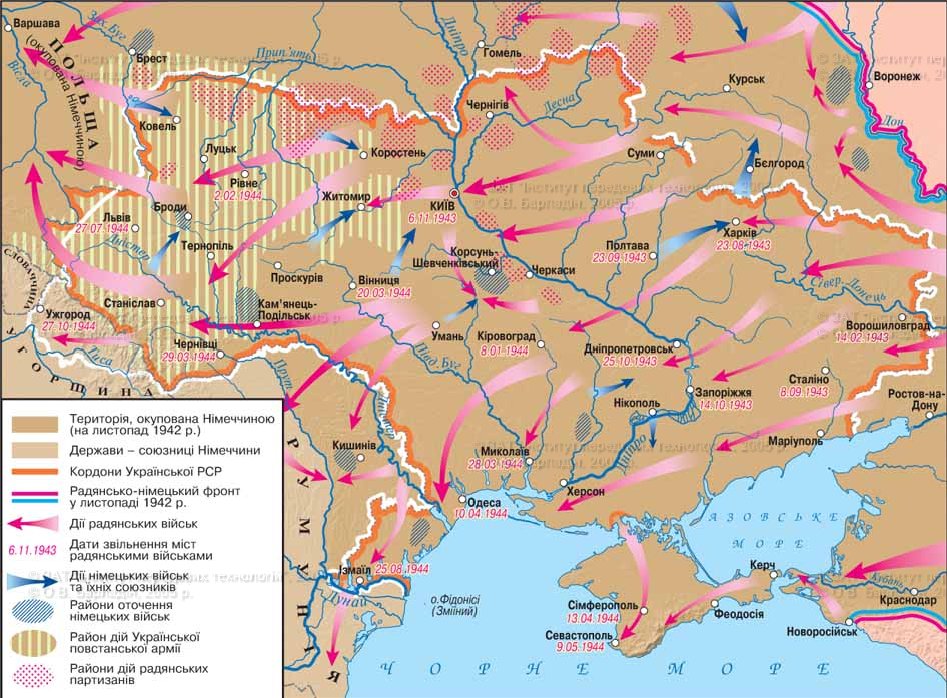 Варшава
Зах. Буг
ПОЛЬЩА
(окупована Німеччиною)
Вісла
Брест
Прип'ять
Дніпро
Гомель
Курськ
Воронеж
Дон
Ковель
Чернігів
Десна
Луцьк
Коростень
Суми
Бєлгород
Рівне
2.02.1944
Житомир
КИЇВ
6.11.1943
Львів
27.07.1944
Броди
Тернопіль
Дністер
Корсунь-
Шевченківський
Полтава
23.09.1943
Харків
23.08.1943
СЛОВАЧЧИНА
Проскурів
Вінниця
20.03.1944
Черкаси
Сівер. Донець
Станіслав
Кам'янець-
Подільськ
Ужгород
27.10.1944
Умань
Кіровоград
8.01.1944
Ворошиловград
14.02.1943
Чернівці
29.03.1944
Тиса
УГОРЩИНА
Прут
Півд. Буг
Дніпропетровськ
25.10.1943
Сталіно
8.09.1943
Запоріжжя
14.10.1943
Ростов-на-
Дону
Нікополь
Маріуполь
Дніпро
Кишинів
Миколаїв
28.03.1944
Херсон
Одеса
10.04.1944
РУМУНІЯ
АЗОВСЬКЕ
МОРЕ
Ізмаїл
25.08.1944
Дунай
о.Фідонісі
(Зміїний)
Керч
Кубань
Краснодар
Сімферополь
13.04.1944
Феодосія
Новоросійськ
Севастополь
9.05.1944
ЧОРНЕ МОРЕ
Територія, окупована Німеччиною
(на листопад 1942 р.)
Держави – союзниці Німеччини
Кордони Української РСР
Радянсько-німецький фронт
у листопаді 1942 р.
Дії радянських військ
6.11.1943
Дати звільнення міст
радянськими військами
Дії німецьких військ
та їхніх союзників
Райони оточення
німецьких військ
Район дій Української
повстанської армії
Райони дій радянських
партизанів
© ЗАТ "Інститут передових технологій", 2005 р.
© О.В. Барладін, 2005 р.